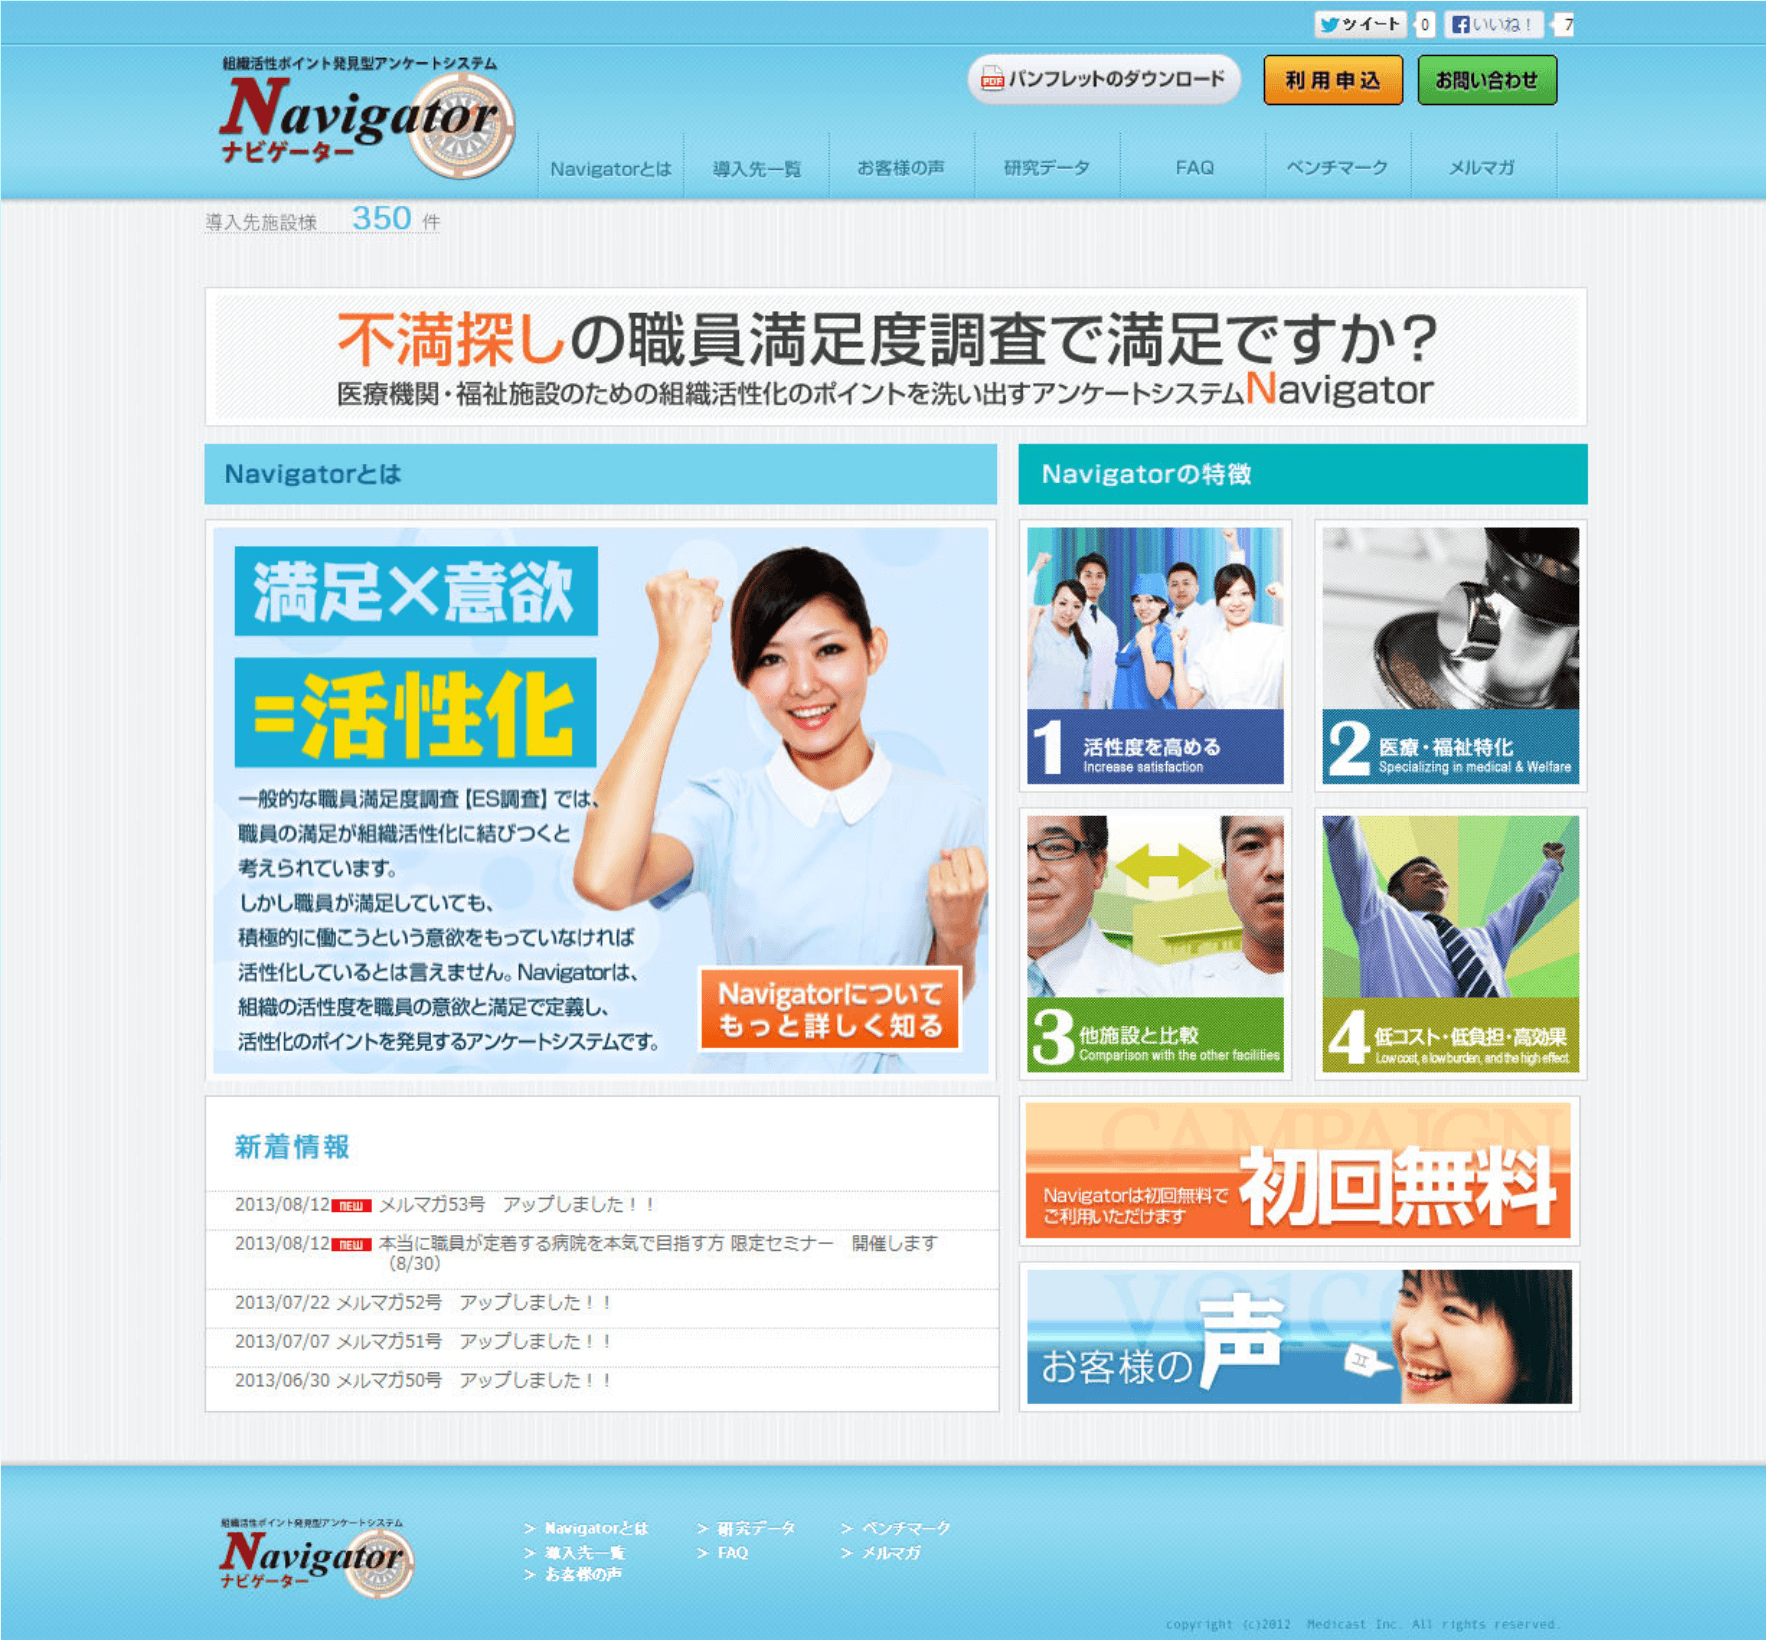 ツイート 0 いいね！ 7
組織活性ポイント発見型アンケートシステム
Navigator
ナビゲーター
パンフレットのダウンロード
利用申込
お問い合わせ
Navigatorとは 導入先一覧 お客様の声 研究データ FAQ ベンチマーク メルマガ
導入先施設様 350 件
不満探しの職員満足度調査で満足ですか？
医療機関・福祉施設のための組織活性化のポイントを洗い出すアンケートシステムNavigator
Navigatorとは
満足×意欲
=活性化
一般的な職員満足度調査【ES調査】では、
職員の満足が組織活性化に結びつくと
考えられています。
しかし職員が満足していても、
積極的に働こうという意欲をもっていなければ
活性化しているとは言えません。Navigatorは、
組織の活性度を職員の意欲と満足で定義し、
活性化のポイントを発見するアンケートシステムです。
Navigatorについて
もっと詳しく知る
Navigatorの特徴
1 活性度を高める
Increase satisfaction
2 医療・福祉特化
Specializing in medical & Welfare
3 他施設と比較
Comparison with the other facilities
4 低コスト・低負担・高効果
Low cost, a low burden, and the high effect
新着情報
2013/08/12 NEW メルマガ53号　アップしました！！
2013/08/12 NEW 本当に職員が定着する病院を本気で目指す方 限定セミナー　開催します
（8/30）
2013/07/22 メルマガ52号　アップしました！！
2013/07/07 メルマガ51号　アップしました！！
2013/06/30 メルマガ50号　アップしました！！
CAMPAIGN
Navigatorは初回無料で
ご利用いただけます
初回無料
VOICE
お客様の声
組織活性ポイント発見型アンケートシステム
Navigator
ナビゲーター
> Navigatorとは > 研究データ > ベンチマーク
> 導入先一覧 > FAQ > メルマガ
> お客様の声
copyright (c)2012 Medicast Inc. All rights reserved.